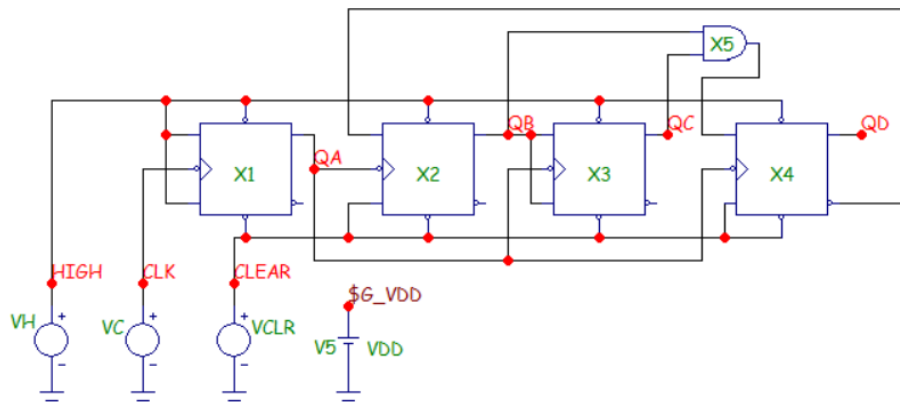 X5
QB
QC
QD
QA
X1
X2
X3
X4
HIGH
CLK
CLEAR
$G_VDD
VH
VC
VCLR
V5
VDD